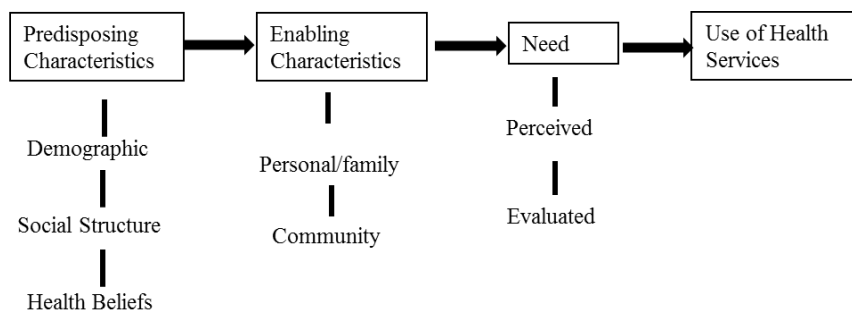 Predisposing
Characteristics
Enabling
Characteristics
Need
Use of Health
Services
Demographic
Social Structure
Health Beliefs
Personal/family
Community
Perceived
Evaluated